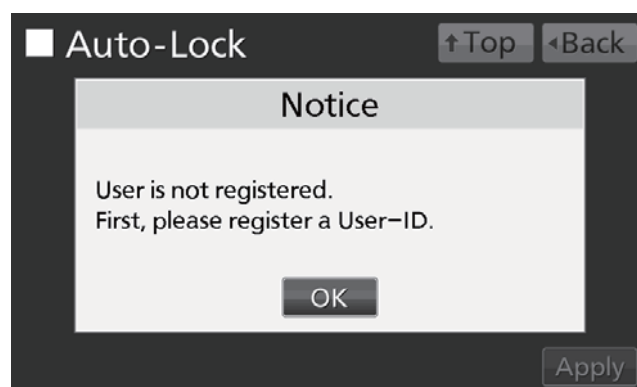 Auto-Lock
↑Top
◂Back
Notice
User is not registered.
First, please register a User-ID.
OK
Apply